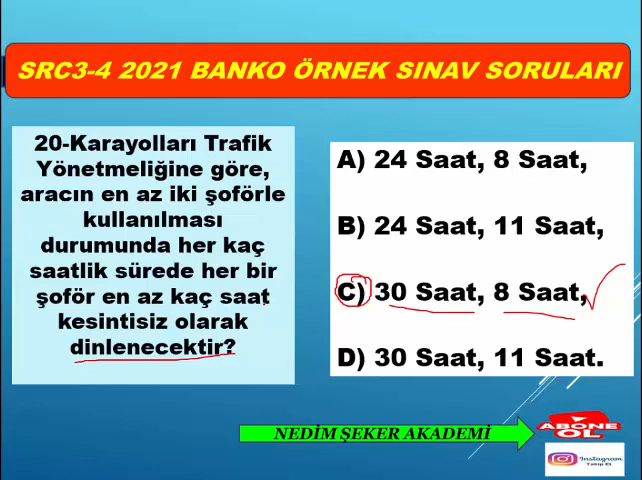 SRC3-4 2021 BANKO ÖRNEK SINAV SORULARI
20-Karayolları Trafik
Yönetmeliğine göre,
aracın en az iki şoförle
kullanılması
durumunda her kaç
saatlik sürede her bir
şoför en az kaç saat
kesintisiz olarak
dinlenecektir?
A) 24 Saat, 8 Saat,
B) 24 Saat, 11 Saat,
C) 30 Saat, 8 Saat,
D) 30 Saat, 11 Saat.
NEDİM ŞEKER AKADEMİ
ABONE
OL
Instagram
Takip Et